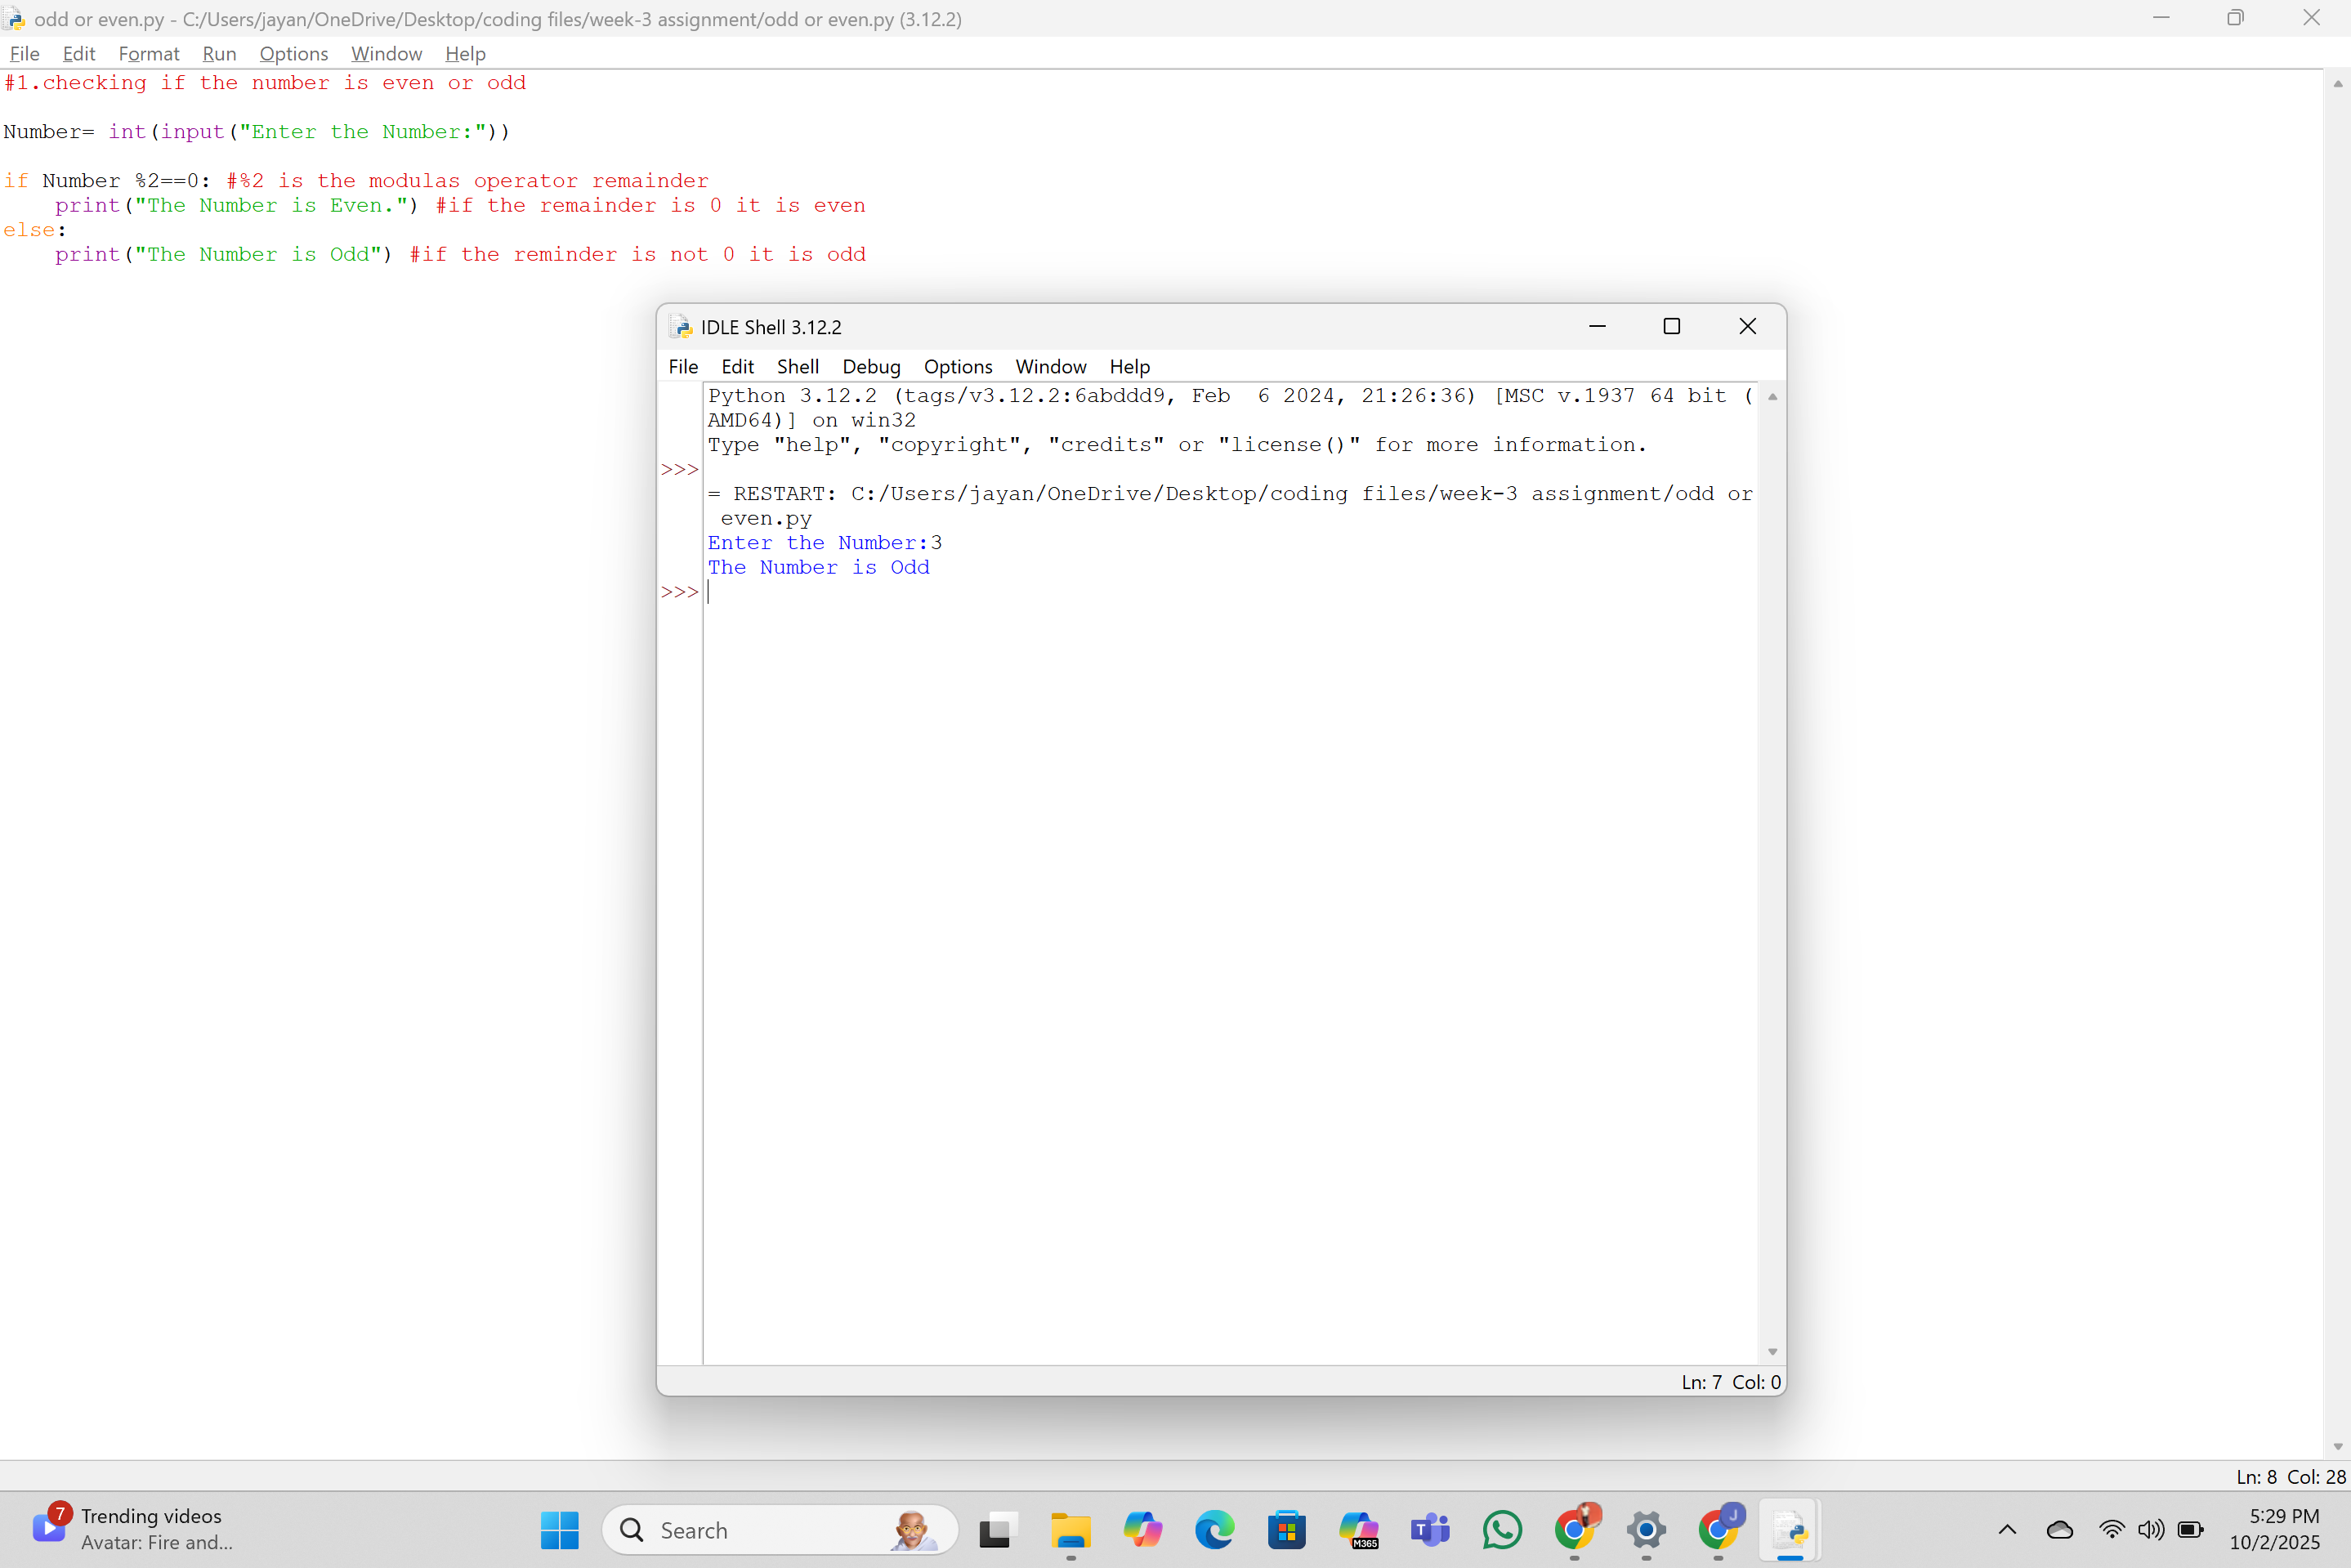 odd or even.py - C:/Users/jayan/OneDrive/Desktop/coding files/week-3 assignment/odd or even.py (3.12.2)
File Edit Format Run Options Window Help
#1.checking if the number is even or odd
Number= int(input("Enter the Number:"))
if Number %2==0: #%2 is the modulas operator remainder
    print("The Number is Even.") #if the remainder is 0 it is even
else:
    print("The Number is Odd") #if the reminder is not 0 it is odd
IDLE Shell 3.12.2
File Edit Shell Debug Options Window Help
Python 3.12.2 (tags/v3.12.2:6abddd9, Feb  6 2024, 21:26:36) [MSC v.1937 64 bit (
AMD64)] on win32
Type "help", "copyright", "credits" or "license()" for more information.
>>>
= RESTART: C:/Users/jayan/OneDrive/Desktop/coding files/week-3 assignment/odd or
 even.py
Enter the Number:3
The Number is Odd
>>>
Ln: 7 Col: 0
Ln: 8 Col: 28
7
Trending videos
Avatar: Fire and...
Search
M365
T
J
5:29 PM
10/2/2025